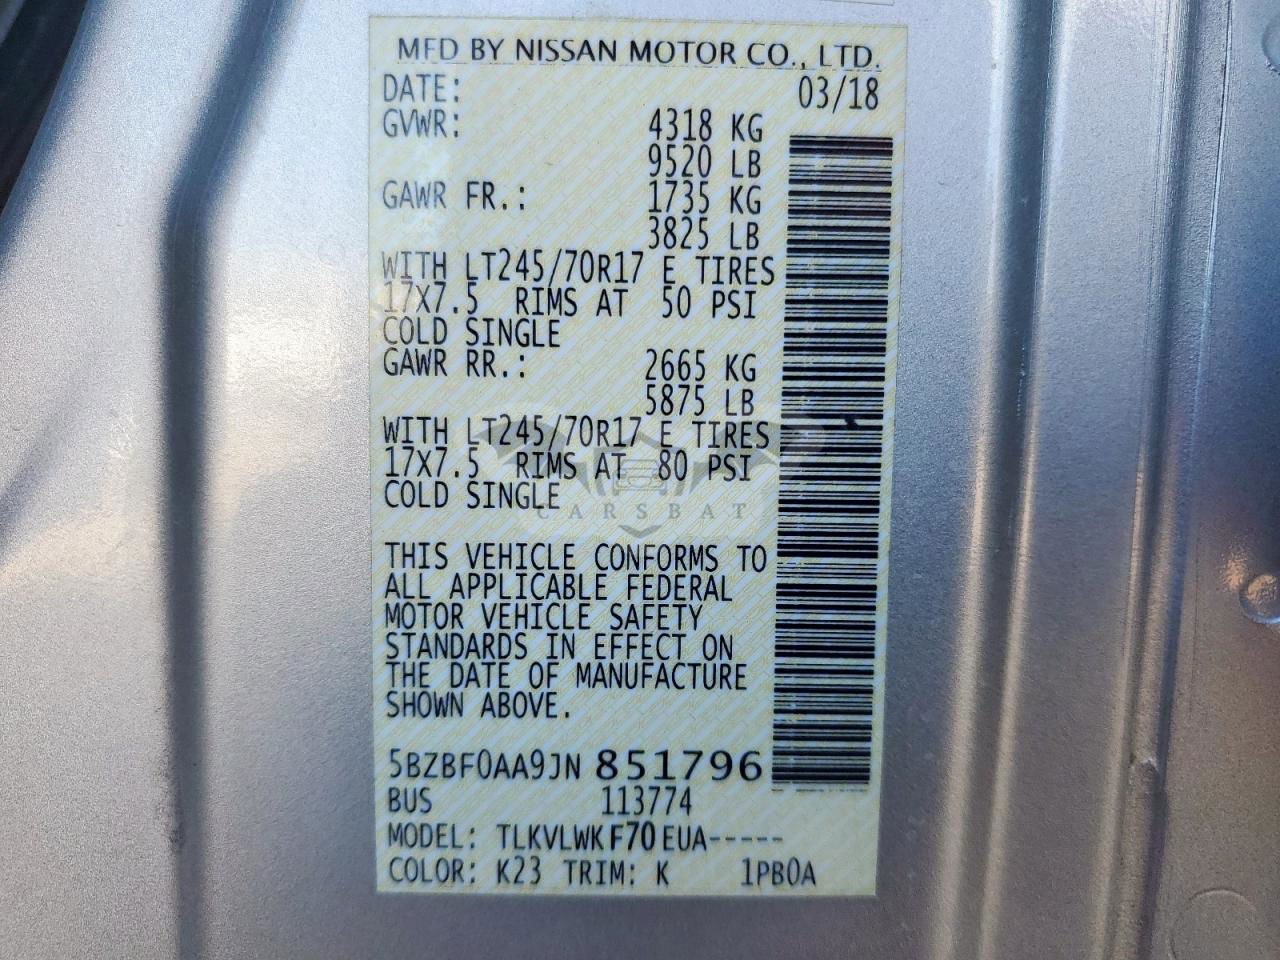 MFD BY NISSAN MOTOR CO., LTD.
DATE: 03/18
GVWR: 4318 KG
9520 LB
GAWR FR.: 1735 KG
3825 LB
WITH LT245/70R17 E TIRES
17X7.5 RIMS AT 50 PSI
COLD SINGLE
GAWR RR.: 2665 KG
5875 LB
WITH LT245/70R17 E TIRES
17X7.5 RIMS AT 80 PSI
COLD SINGLE
CARSBAT
THIS VEHICLE CONFORMS TO
ALL APPLICABLE FEDERAL
MOTOR VEHICLE SAFETY
STANDARDS IN EFFECT ON
THE DATE OF MANUFACTURE
SHOWN ABOVE.
5BZBF0AA9JN 851796
BUS 113774
MODEL: TLKVLWK F70 EUA-----
COLOR: K23 TRIM: K 1PB0A